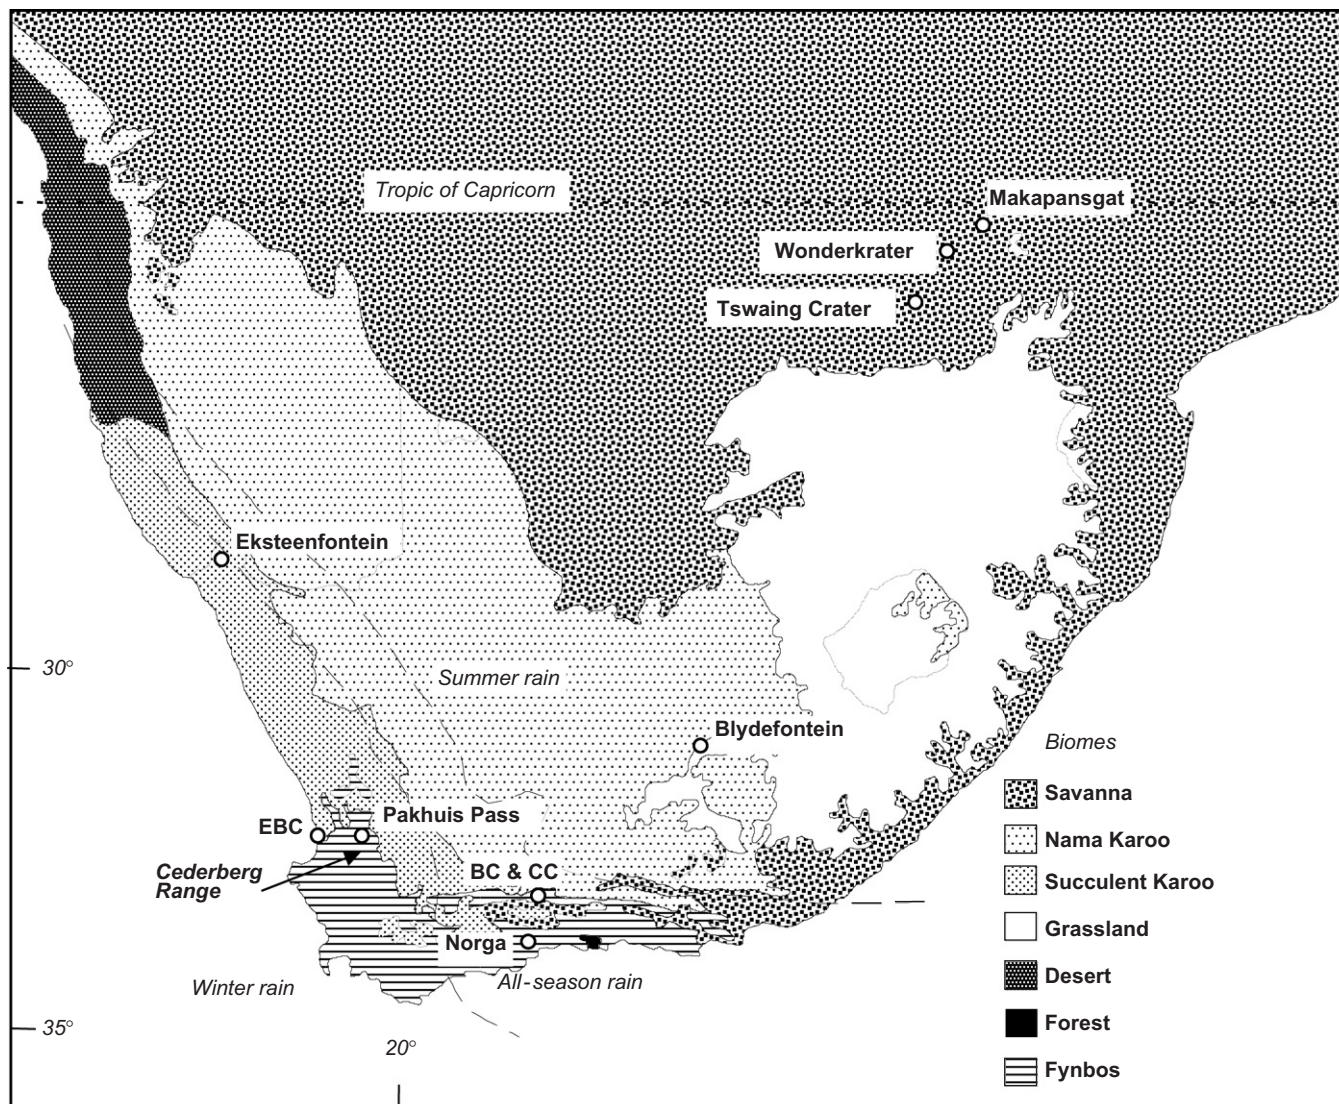 Tropic of Capricorn
Makapansgat
Wonderkrater
Tswaing Crater
Eksteenfontein
30°
Summer rain
Blydefontein
Biomes
Savanna
EBC
Pakhuis Pass
Nama Karoo
Cederberg
Range
BC & CC
Succulent Karoo
Grassland
Norga
Winter rain
All-season rain
Desert
35°
20°
Forest
Fynbos